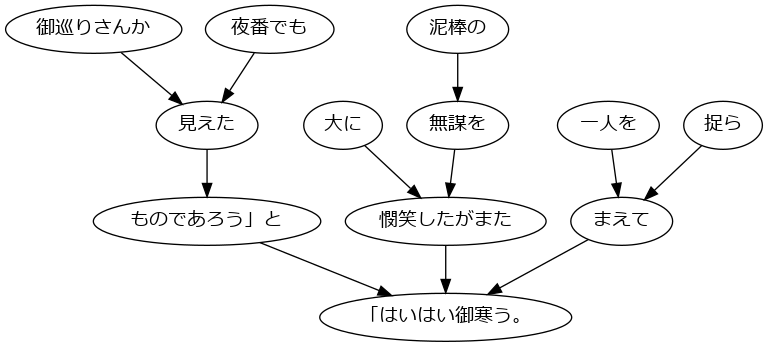 御巡りさんか 夜番でも 泥棒の
見えた 大に 無謀を 一人を 捉ら
ものであろう」と 憫笑したがまた まえて
「はいはい御寒う。